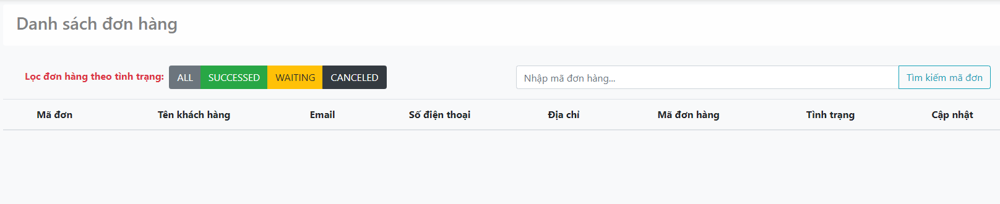 Danh sách đơn hàng
Lọc đơn hàng theo tình trạng: ALL SUCCESSED WAITING CANCELED Nhập mã đơn hàng... Tìm kiếm mã đơn
Mã đơn Tên khách hàng Email Số điện thoại Địa chỉ Mã đơn hàng Tình trạng Cập nhật